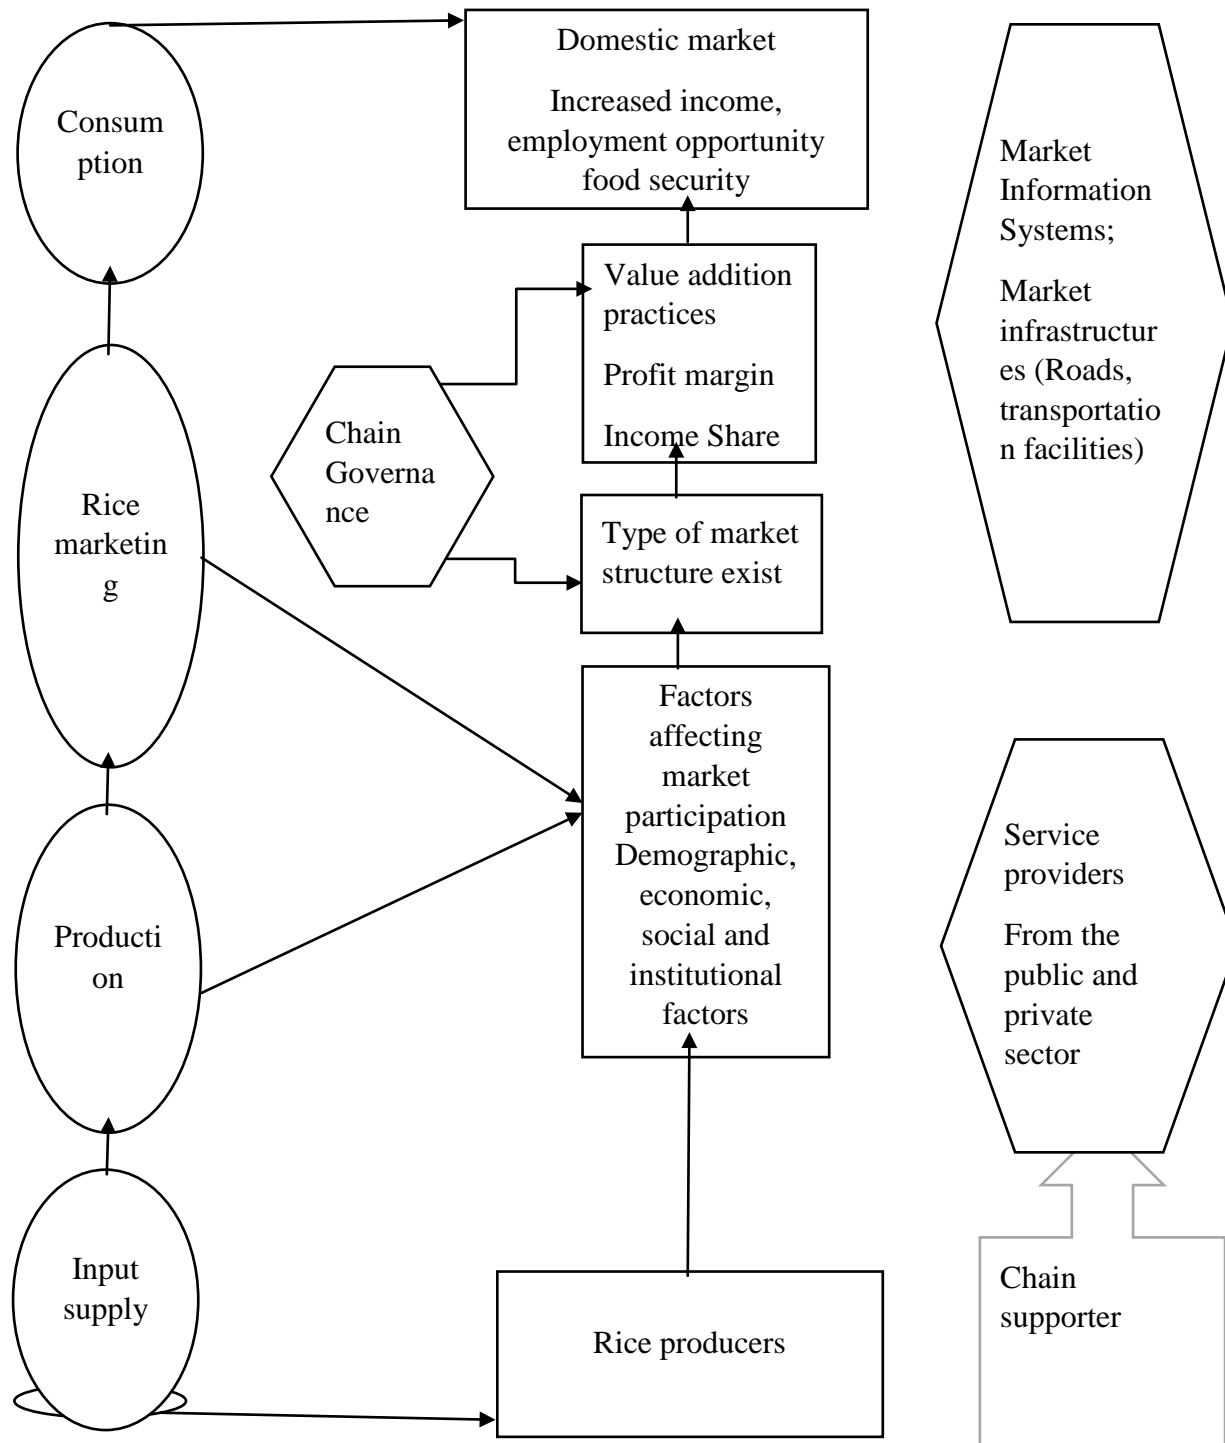 Consum
ption
Rice
marketin
g
Producti
on
Input
supply
Domestic market
Increased income,
employment opportunity
food security
Value addition
practices
Profit margin
Income Share
Chain
Governa
nce
Type of market
structure exist
Factors
affecting
market
participation
Demographic,
economic,
social and
institutional
factors
Rice producers
Market
Information
Systems;
Market
infrastructur
es (Roads,
transportatio
n facilities)
Service
providers
From the
public and
private
sector
Chain
supporter